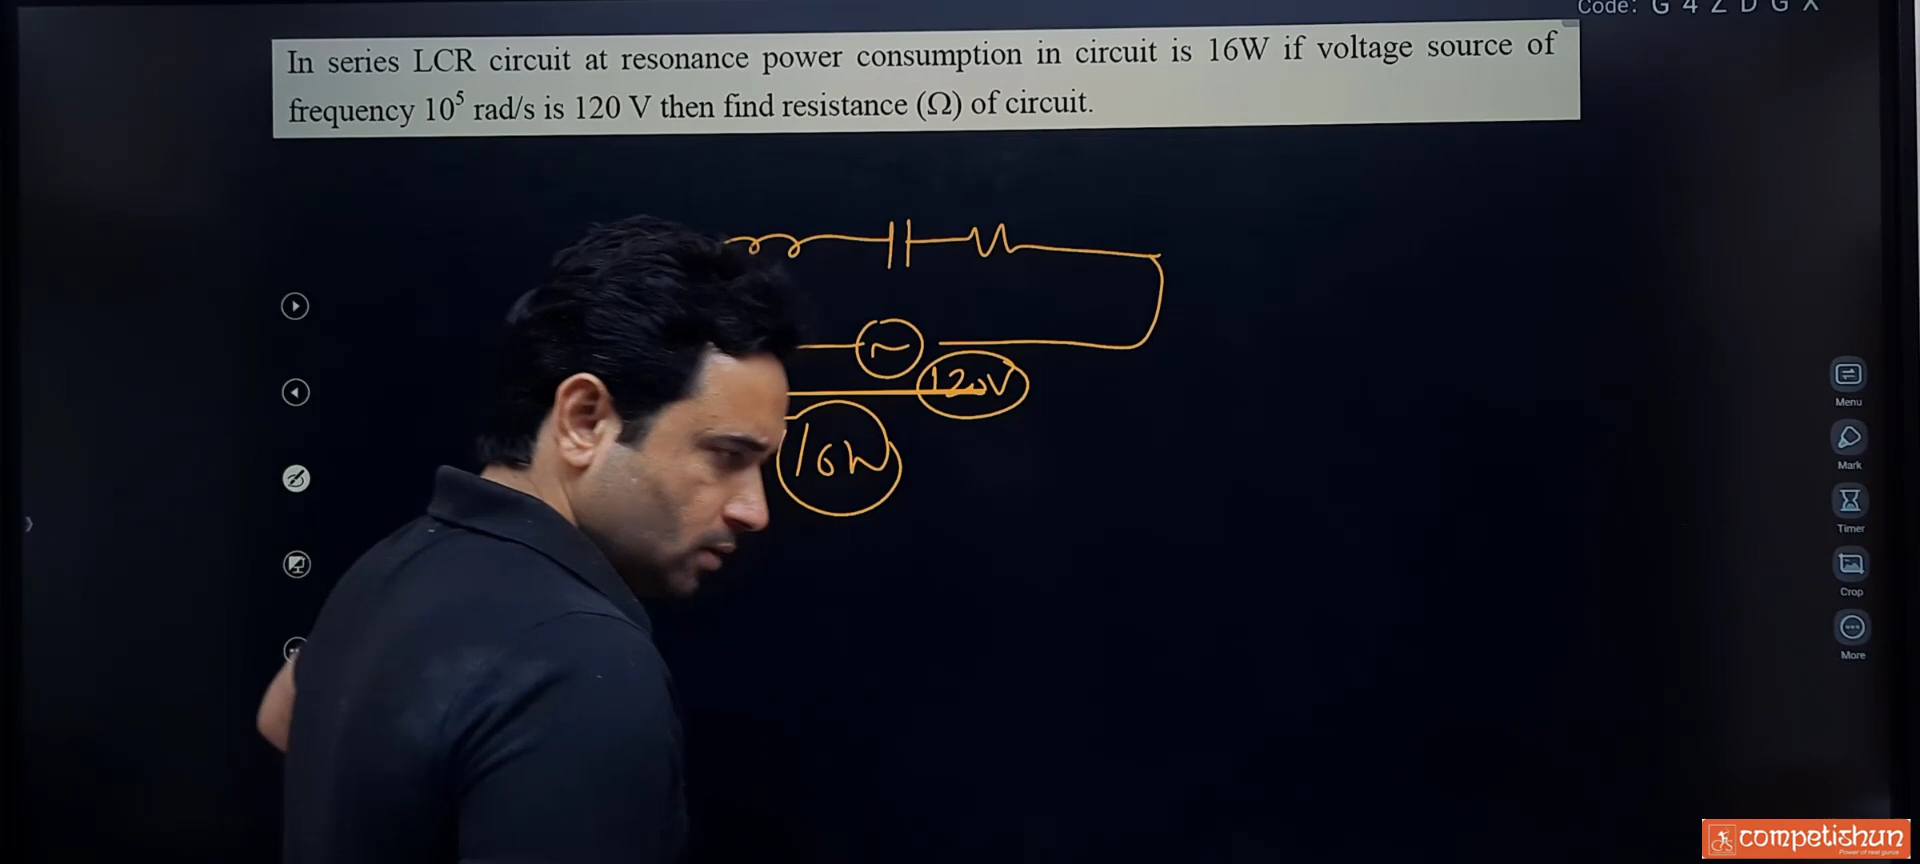 Code: G 4 Z D G X
In series LCR circuit at resonance power consumption in circuit is 16W if voltage source of
frequency 10⁵ rad/s is 120 V then find resistance (Ω) of circuit.
120V
16W
Menu
Mark
Timer
Crop
More
competishun